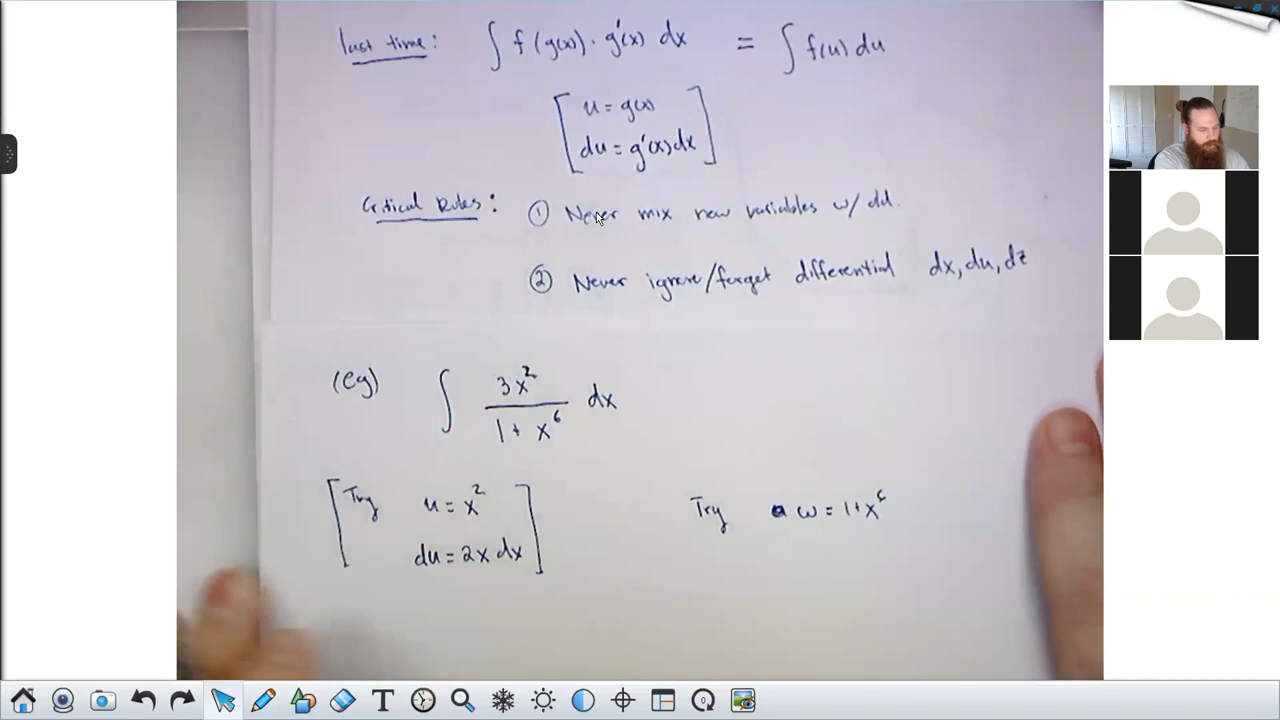 last time: ∫ f(g(x)) · g'(x) dx = ∫ f(u) du
[ u = g(x)
du = g'(x) dx ]
Critical Rules: ① Never mix new variables w/ old.
② Never ignore/forget differential dx, du, dz
(eg) ∫ 3x² / (1 + x⁶) dx
[ Try u = x² Try w = 1+x⁶
du = 2x dx ]
T